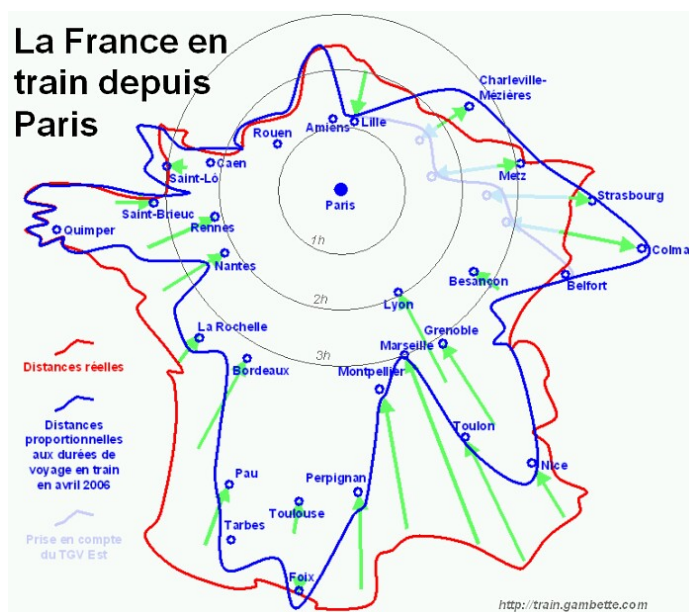 La France en
train depuis
Paris
Charleville-
Mézières
Amiens
Lille
Rouen
Caen
Saint-Lô
Metz
Strasbourg
Paris
Saint-Brieuc
Rennes
Quimper
1h
Colma
Nantes
Besançon
Belfort
2h
Lyon
La Rochelle
Grenoble
Marseille
3h
Bordeaux
Montpellier
Distances réelles
Distances
proportionnelles
aux durées de
voyage en train
en avril 2006
Toulon
Nice
Pau
Perpignan
Toulouse
Prise en compte
du TGV Est
Tarbes
Foix
http://train.gambette.com